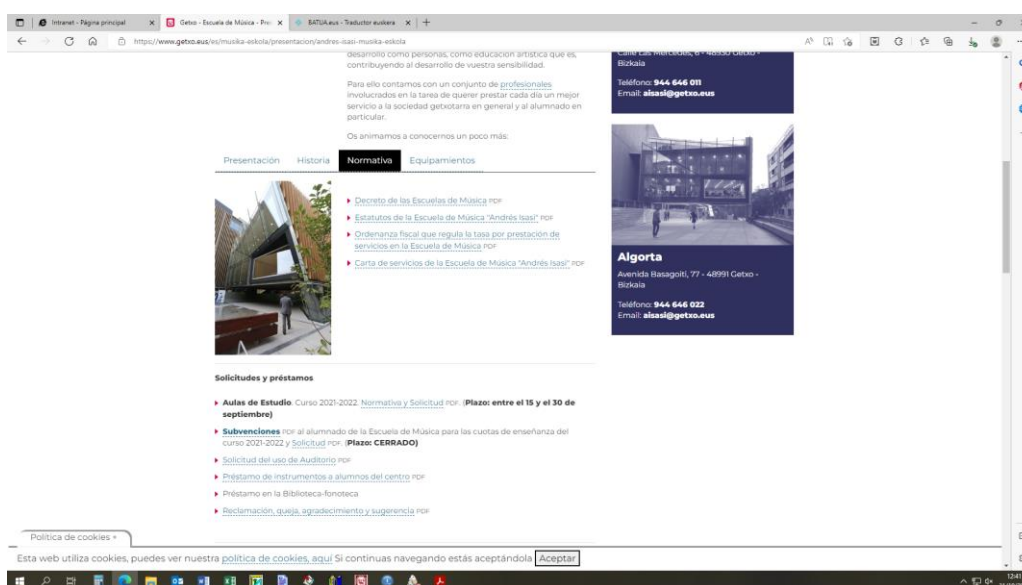 Intranet - Página principal
Getxo - Escuela de Música - Pre
BATUA.eus - Traductor euskera
https://www.getxo.eus/es/musika-eskola/presentacion/andres-isasi-musika-eskola
desarrollo como personas, como educación artística que es,
contribuyendo al desarrollo de vuestra sensibilidad.
Para ello contamos con un conjunto de profesionales
involucrados en la tarea de querer prestar cada día un mejor
servicio a la sociedad getxotarra en general y al alumnado en
particular.
Os animamos a conocernos un poco más:
Presentación Historia Normativa Equipamientos
Decreto de las Escuelas de Música PDF
Estatutos de la Escuela de Música "Andrés Isasi" PDF
Ordenanza fiscal que regula la tasa por prestación de
servicios en la Escuela de Música PDF
Carta de servicios de la Escuela de Música "Andrés Isasi" PDF
Calle Las Mercedes, 6 - 48930 Getxo -
Bizkaia
Teléfono: 944 646 011
Email: aisasi@getxo.eus
Algorta
Avenida Basagoiti, 77 - 48991 Getxo -
Bizkaia
Teléfono: 944 646 022
Email: aisasi@getxo.eus
Solicitudes y préstamos
Aulas de Estudio. Curso 2021-2022. Normativa y Solicitud PDF. (Plazo: entre el 15 y el 30 de
septiembre)
Subvenciones PDF al alumnado de la Escuela de Música para las cuotas de enseñanza del
curso 2021-2022 y Solicitud PDF. (Plazo: CERRADO)
Solicitud del uso de Auditorio PDF
Préstamo de instrumentos a alumnos del centro PDF
Préstamo en la Biblioteca-fonoteca
Reclamación, queja, agradecimiento y sugerencia PDF
Política de cookies +
Esta web utiliza cookies, puedes ver nuestra política de cookies, aquí Si continuas navegando estás aceptándola Aceptar
12:41